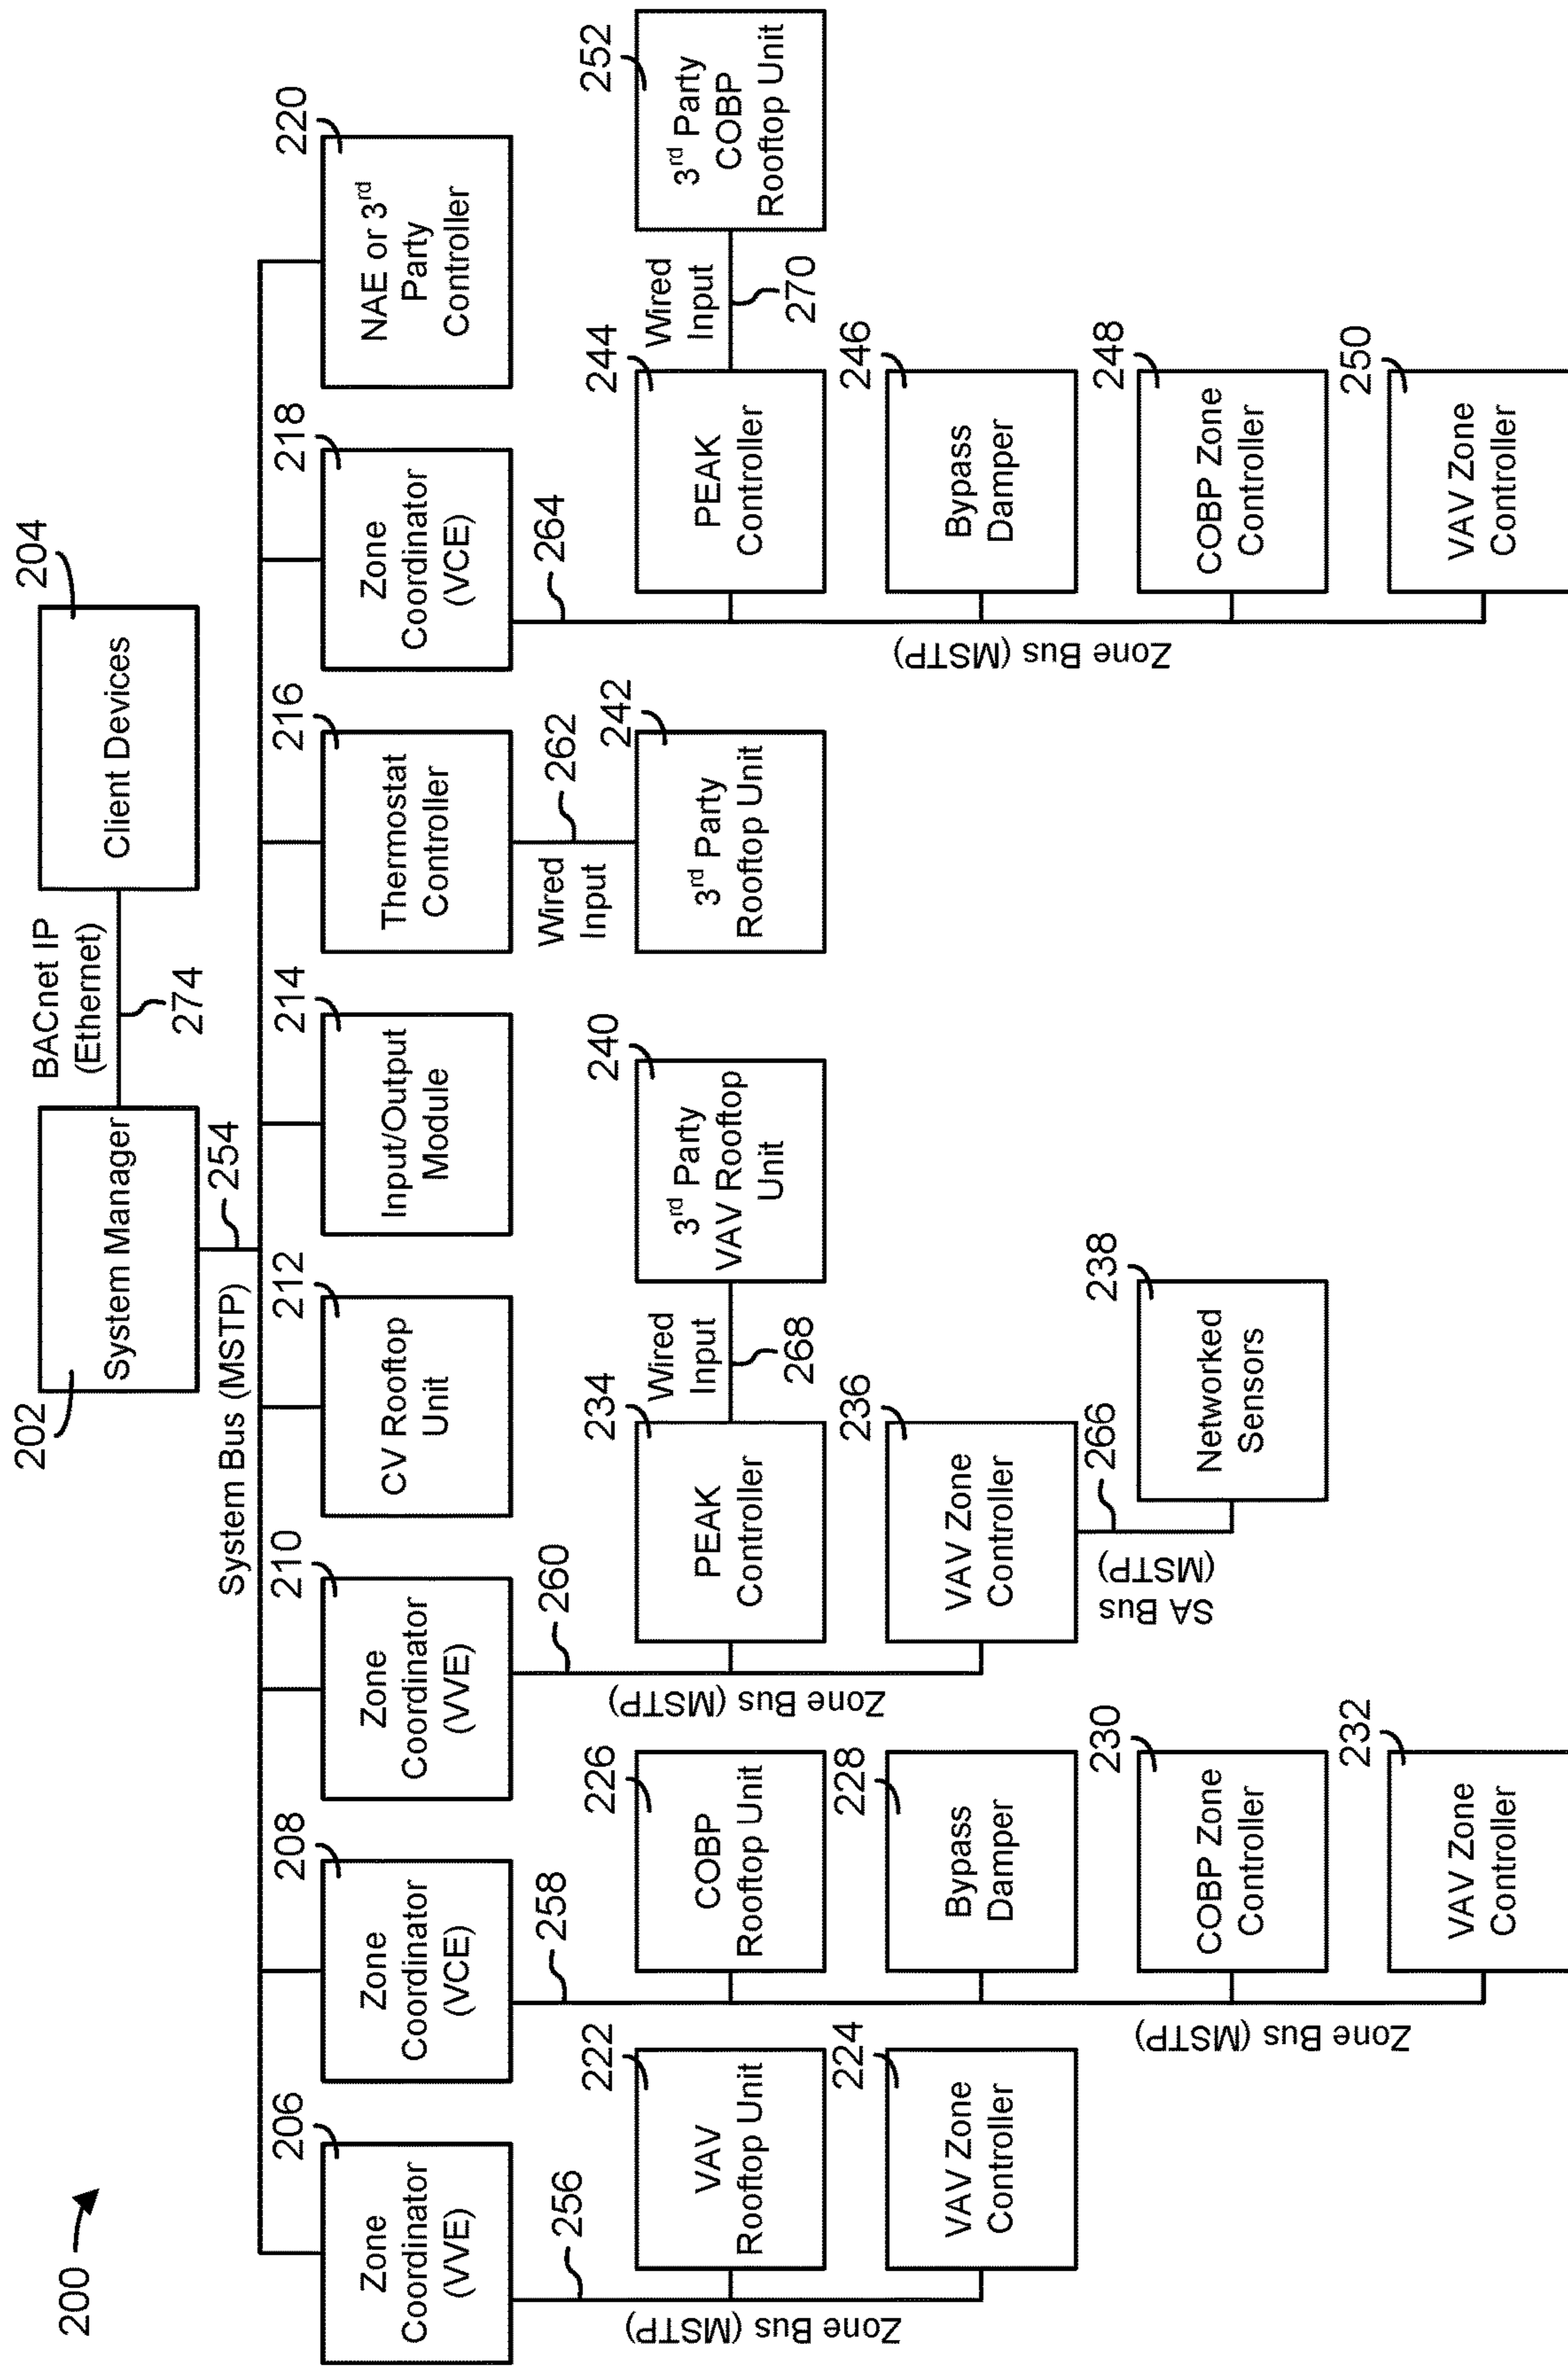 200
202
System Manager
BACnet IP
(Ethernet)
274
204
Client Devices
System Bus (MSTP)
254
206
Zone
Coordinator
(VVE)
208
Zone
Coordinator
(VCE)
210
Zone
Coordinator
(VVE)
212
CV Rooftop
Unit
214
Input/Output
Module
216
Thermostat
Controller
218
Zone
Coordinator
(VCE)
220
NAE or 3rd
Party
Controller
256
Zone Bus (MSTP)
222
VAV
Rooftop Unit
224
VAV Zone
Controller
258
Zone Bus (MSTP)
226
COBP
Rooftop Unit
228
Bypass
Damper
230
COBP Zone
Controller
232
VAV Zone
Controller
260
Zone Bus (MSTP)
234
PEAK
Controller
Wired
Input
268
240
3rd Party
VAV Rooftop
Unit
236
VAV Zone
Controller
266
SA Bus
(MSTP)
238
Networked
Sensors
Wired
Input
262
242
3rd Party
Rooftop Unit
264
Zone Bus (MSTP)
244
PEAK
Controller
Wired
Input
270
252
3rd Party
COBP
Rooftop Unit
246
Bypass
Damper
248
COBP Zone
Controller
250
VAV Zone
Controller